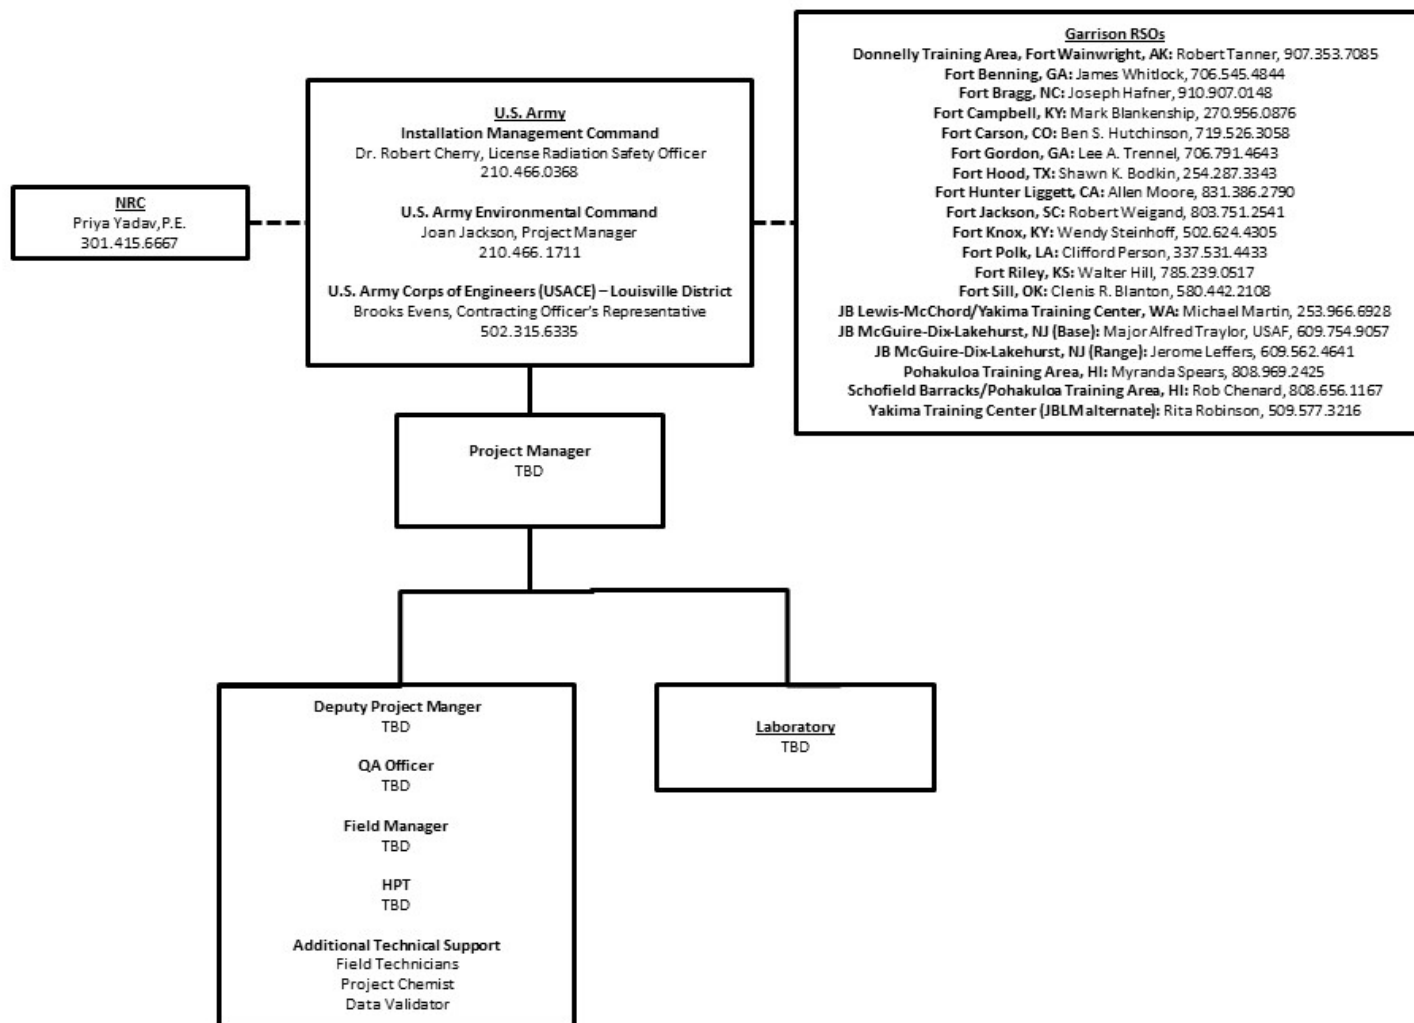 NRC
Priya Yadav, P.E.
301.415.6667
U.S. Army
Installation Management Command
Dr. Robert Cherry, License Radiation Safety Officer
210.466.0368
U.S. Army Environmental Command
Joan Jackson, Project Manager
210.466.1711
U.S. Army Corps of Engineers (USACE) – Louisville District
Brooks Evens, Contracting Officer's Representative
502.315.6335
Garrison RSOs
Donnelly Training Area, Fort Wainwright, AK: Robert Tanner, 907.353.7085
Fort Benning, GA: James Whitlock, 706.545.4844
Fort Bragg, NC: Joseph Hafner, 910.907.0148
Fort Campbell, KY: Mark Blankenship, 270.956.0876
Fort Carson, CO: Ben S. Hutchinson, 719.526.3058
Fort Gordon, GA: Lee A. Trennel, 706.791.4643
Fort Hood, TX: Shawn K. Bodkin, 254.287.3343
Fort Hunter Liggett, CA: Allen Moore, 831.386.2790
Fort Jackson, SC: Robert Weigand, 803.751.2541
Fort Knox, KY: Wendy Steinhoff, 502.624.4305
Fort Polk, LA: Clifford Person, 337.531.4433
Fort Riley, KS: Walter Hill, 785.239.0517
Fort Sill, OK: Clenis R. Blanton, 580.442.2108
JB Lewis-McChord/Yakima Training Center, WA: Michael Martin, 253.966.6928
JB McGuire-Dix-Lakehurst, NJ (Base): Major Alfred Traylor, USAF, 609.754.9057
JB McGuire-Dix-Lakehurst, NJ (Range): Jerome Leffers, 609.562.4641
Pohakuloa Training Area, HI: Myranda Spears, 808.969.2425
Schofield Barracks/Pohakuloa Training Area, HI: Rob Chenard, 808.656.1167
Yakima Training Center (JBLM alternate): Rita Robinson, 509.577.3216
Project Manager
TBD
Deputy Project Manger
TBD
QA Officer
TBD
Field Manager
TBD
HPT
TBD
Additional Technical Support
Field Technicians
Project Chemist
Data Validator
Laboratory
TBD